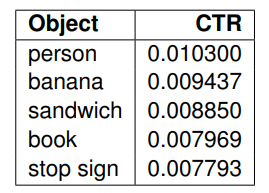 Object CTR
person 0.010300
banana 0.009437
sandwich 0.008850
book 0.007969
stop sign 0.007793